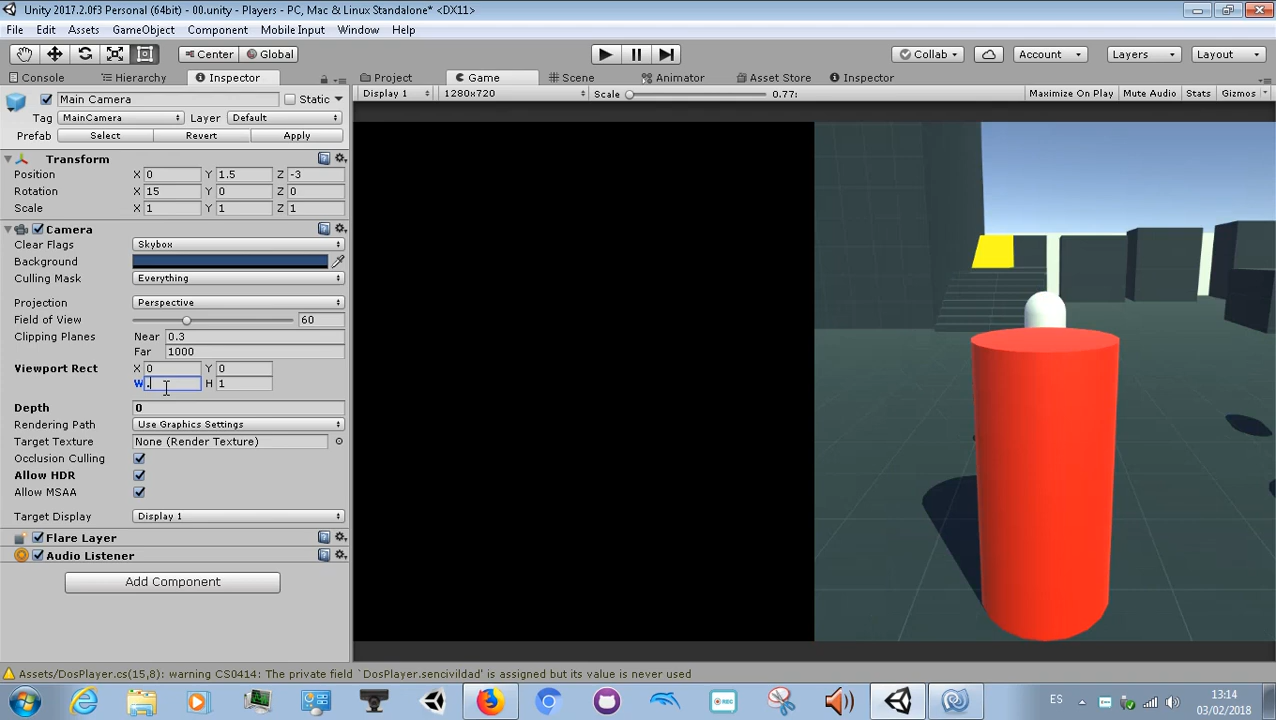 Unity 2017.2.0f3 Personal (64bit) - 00.unity - Players - PC, Mac & Linux Standalone* <DX11>
File Edit Assets GameObject Component Mobile Input Window Help
Center Global Collab Account Layers Layout
Console Hierarchy Inspector Project Game Scene Animator Asset Store Inspector
Main Camera Static Display 1 1280x720 Scale 0.77: Maximize On Play Mute Audio Stats Gizmos
Tag MainCamera Layer Default
Prefab Select Revert Apply
Transform
Position X 0 Y 1.5 Z -3
Rotation X 15 Y 0 Z 0
Scale X 1 Y 1 Z 1
Camera
Clear Flags Skybox
Background
Culling Mask Everything
Projection Perspective
Field of View 60
Clipping Planes Near 0.3
Far 1000
Viewport Rect X 0 Y 0
W . H 1
Depth 0
Rendering Path Use Graphics Settings
Target Texture None (Render Texture)
Occlusion Culling
Allow HDR
Allow MSAA
Target Display Display 1
Flare Layer
Audio Listener
Add Component
Assets/DosPlayer.cs(15,8): warning CS0414: The private field `DosPlayer.sencivildad' is assigned but its value is never used
REC ES 13:14
03/02/2018